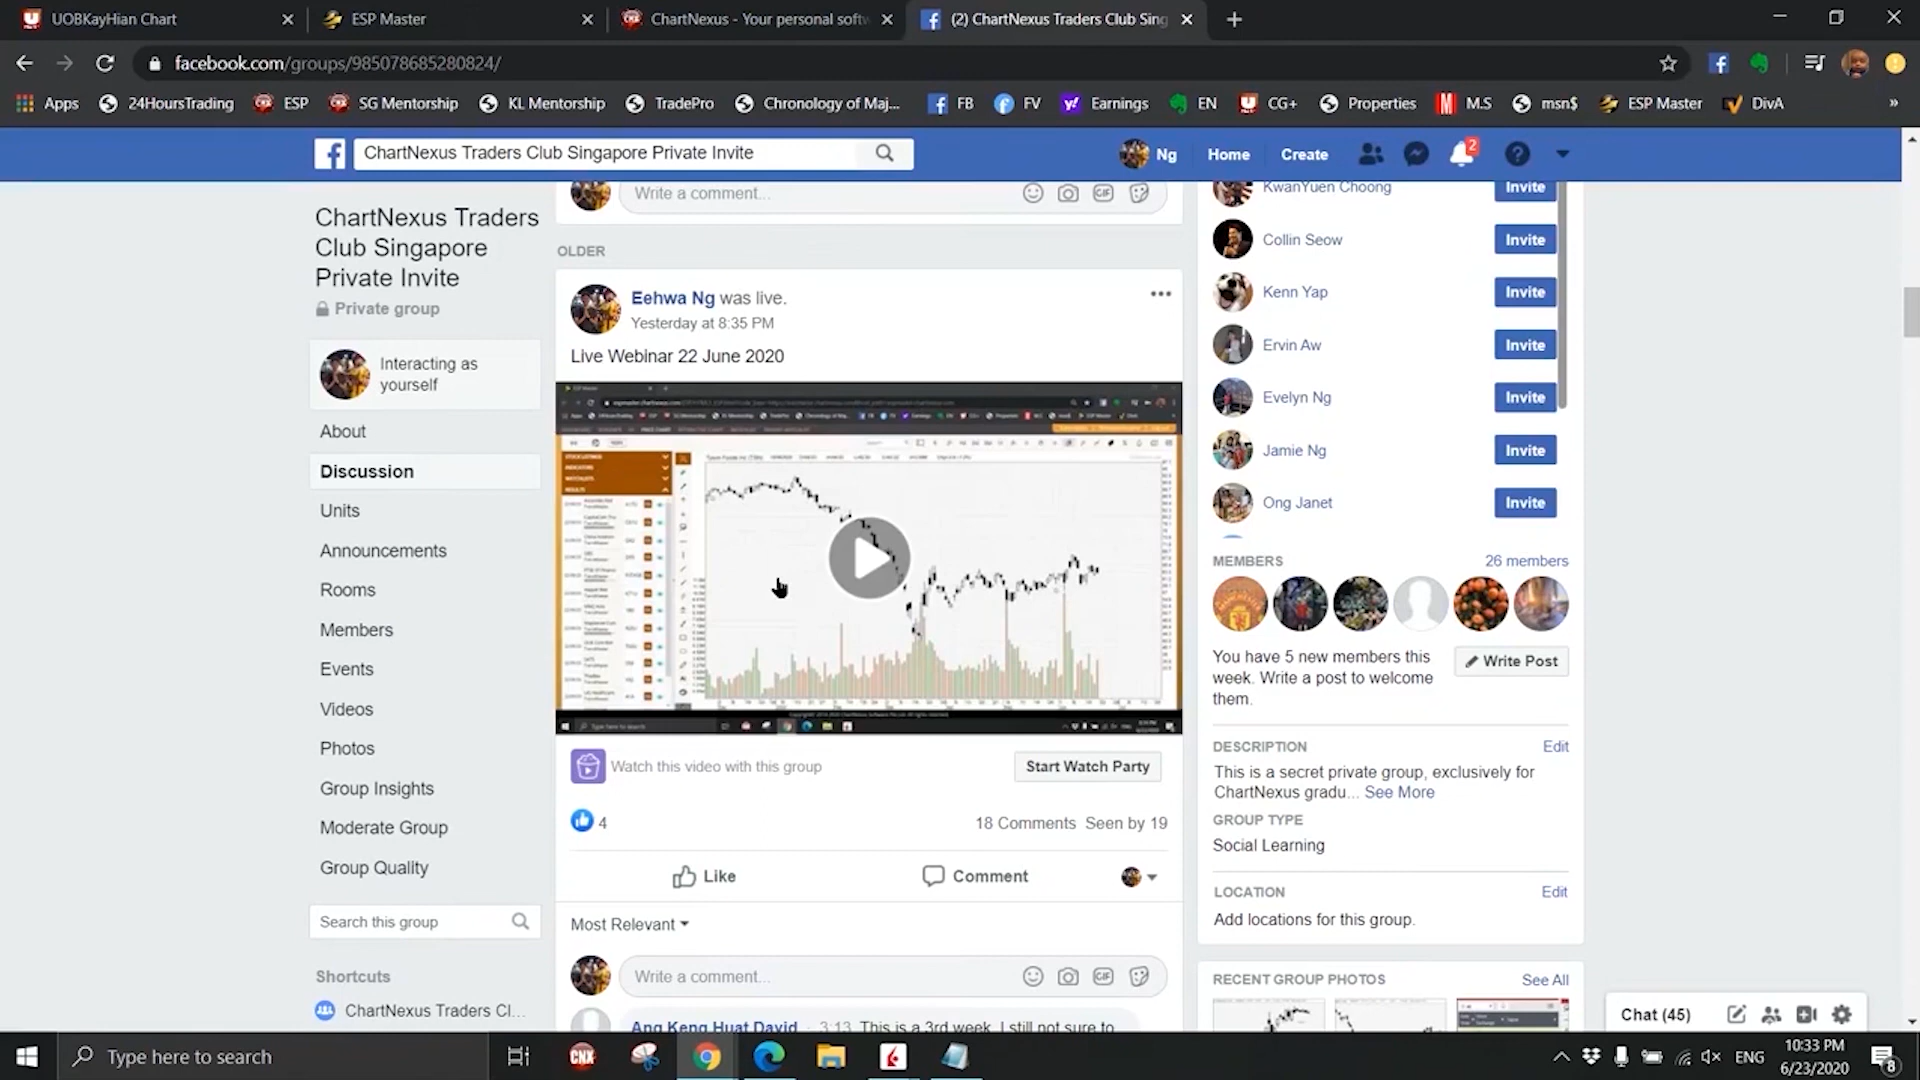 UOBKayHian Chart
ESP Master
ChartNexus - Your personal softw
(2) ChartNexus Traders Club Sing
facebook.com/groups/985078685280824/
Apps
24HoursTrading
ESP
SG Mentorship
KL Mentorship
TradePro
Chronology of Maj...
FB
FV
Earnings
EN
CG+
Properties
M.S
msn$
ESP Master
DivA
»
ChartNexus Traders Club Singapore Private Invite
Ng
Home
Create
2
ChartNexus Traders
Club Singapore
Private Invite
Private group
Interacting as
yourself
About
Discussion
Units
Announcements
Rooms
Members
Events
Videos
Photos
Group Insights
Moderate Group
Group Quality
Search this group
Shortcuts
ChartNexus Traders Cl...
Write a comment...
GIF
OLDER
Eehwa Ng was live.
Yesterday at 8:35 PM
Live Webinar 22 June 2020
Watch this video with this group
Start Watch Party
4
18 Comments Seen by 19
Like
Comment
Most Relevant
Write a comment...
GIF
Ang Keng Huat David · 3:13 This is a 3rd week. I still not sure to
KwanYuen Choong
Invite
Collin Seow
Invite
Kenn Yap
Invite
Ervin Aw
Invite
Evelyn Ng
Invite
Jamie Ng
Invite
Ong Janet
Invite
MEMBERS
26 members
You have 5 new members this
week. Write a post to welcome
them.
Write Post
DESCRIPTION
Edit
This is a secret private group, exclusively for
ChartNexus gradu... See More
GROUP TYPE
Social Learning
LOCATION
Edit
Add locations for this group.
RECENT GROUP PHOTOS
See All
Chat (45)
Type here to search
CNX
ENG
10:33 PM
6/23/2020
8